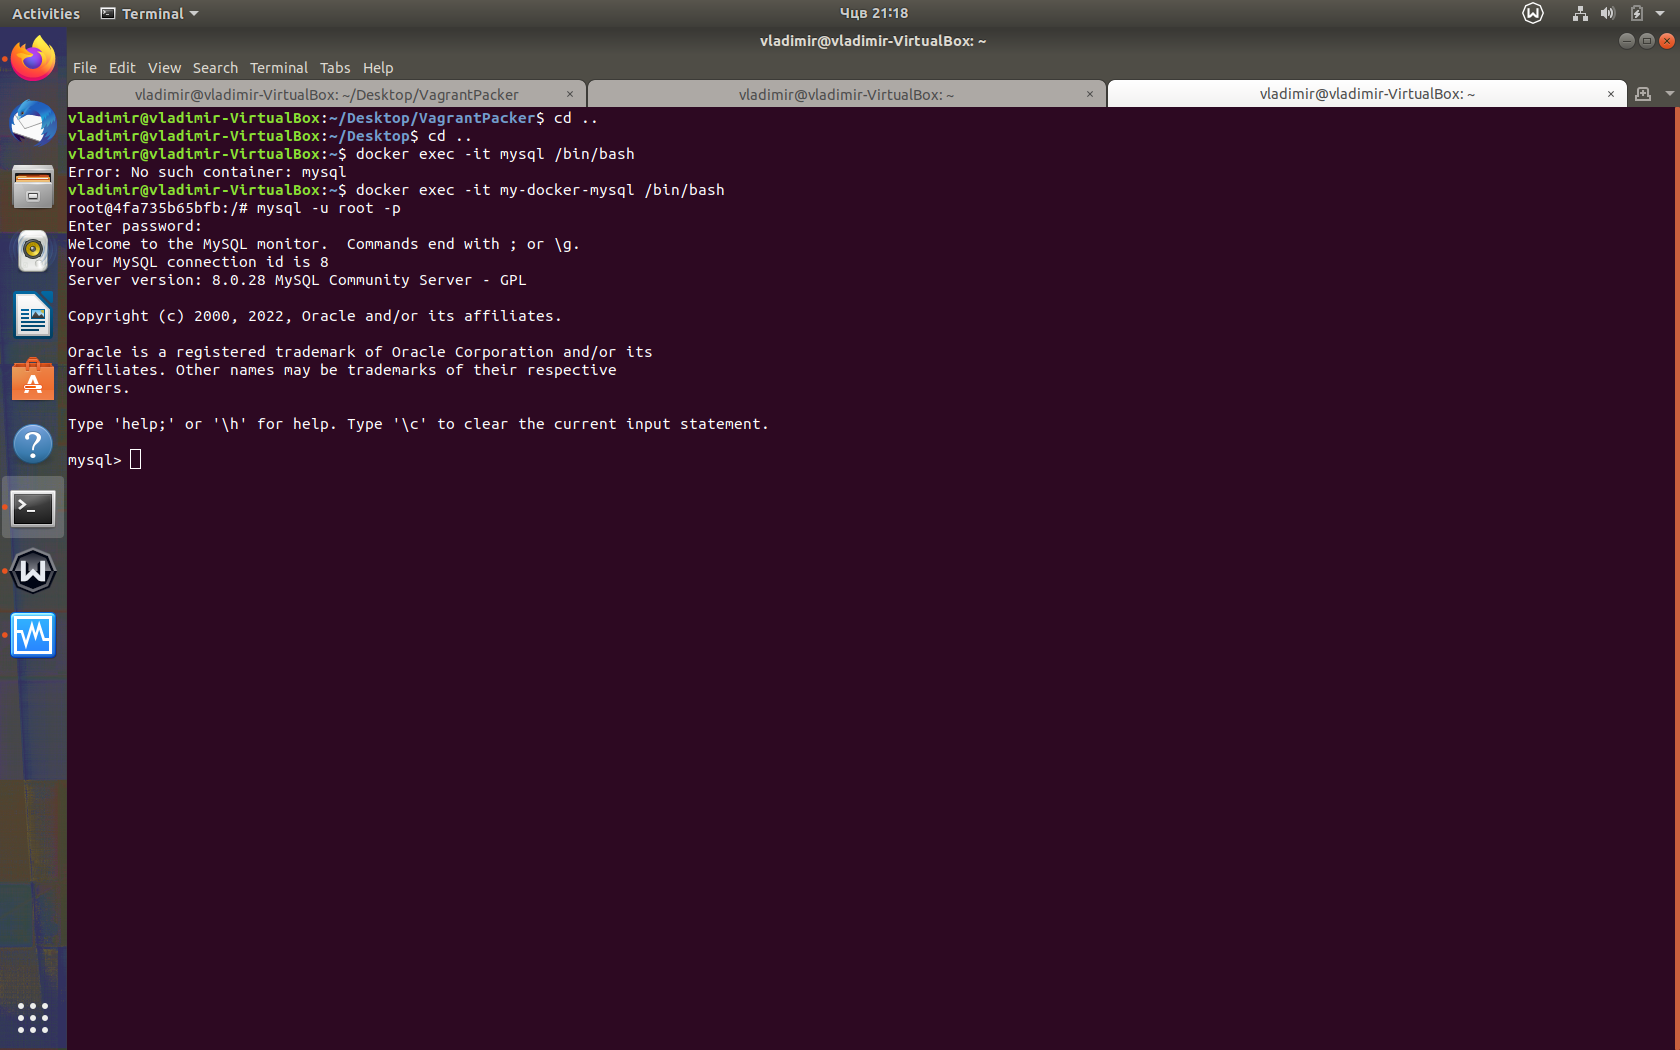 Activities Terminal Чцв 21:18
vladimir@vladimir-VirtualBox: ~
File Edit View Search Terminal Tabs Help
vladimir@vladimir-VirtualBox: ~/Desktop/VagrantPacker × vladimir@vladimir-VirtualBox: ~ × vladimir@vladimir-VirtualBox: ~ ×
vladimir@vladimir-VirtualBox:~/Desktop/VagrantPacker$ cd ..
vladimir@vladimir-VirtualBox:~/Desktop$ cd ..
vladimir@vladimir-VirtualBox:~$ docker exec -it mysql /bin/bash
Error: No such container: mysql
vladimir@vladimir-VirtualBox:~$ docker exec -it my-docker-mysql /bin/bash
root@4fa735b65bfb:/# mysql -u root -p
Enter password:
Welcome to the MySQL monitor.  Commands end with ; or \g.
Your MySQL connection id is 8
Server version: 8.0.28 MySQL Community Server - GPL
Copyright (c) 2000, 2022, Oracle and/or its affiliates.
Oracle is a registered trademark of Oracle Corporation and/or its
affiliates. Other names may be trademarks of their respective
owners.
Type 'help;' or '\h' for help. Type '\c' to clear the current input statement.
mysql>